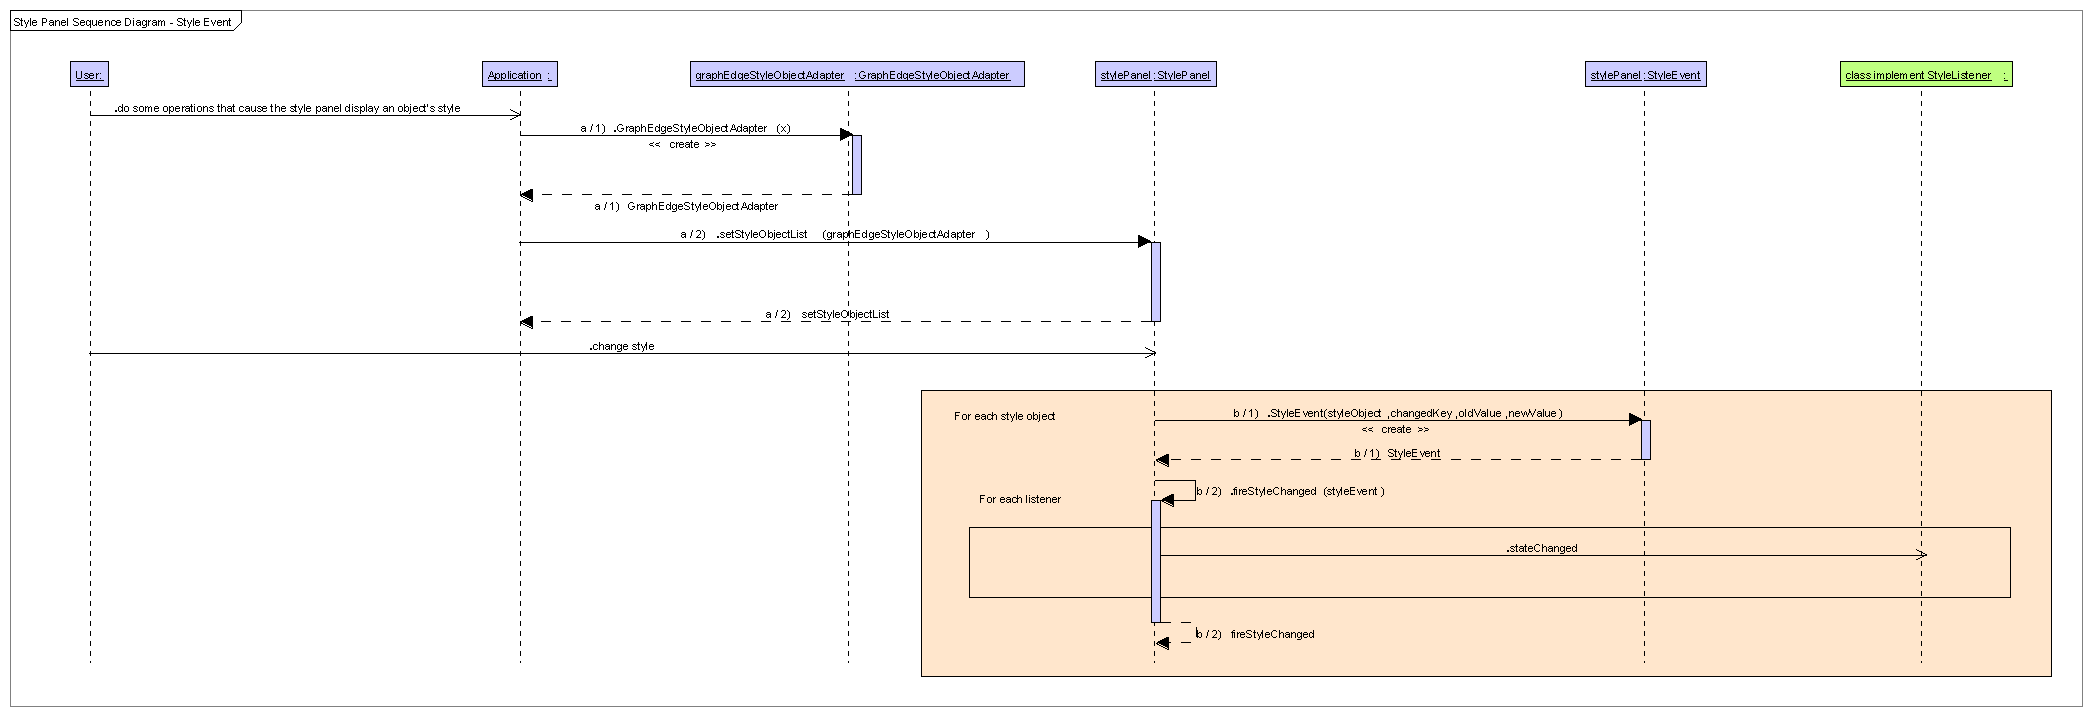 Style Panel Sequence Diagram - Style Event
User:
Application :
graphEdgeStyleObjectAdapter :GraphEdgeStyleObjectAdapter
stylePanel:StylePanel
stylePanel:StyleEvent
class implement StyleListener :
.do some operations that cause the style panel display an object's style
a / 1) .GraphEdgeStyleObjectAdapter (x)
<< create >>
a / 1) GraphEdgeStyleObjectAdapter
a / 2) .setStyleObjectList (graphEdgeStyleObjectAdapter )
a / 2) setStyleObjectList
.change style
For each style object
b / 1) .StyleEvent(styleObject ,changedKey ,oldValue ,newValue )
<< create >>
b / 1) StyleEvent
b / 2) .fireStyleChanged (styleEvent )
For each listener
.stateChanged
b / 2) fireStyleChanged